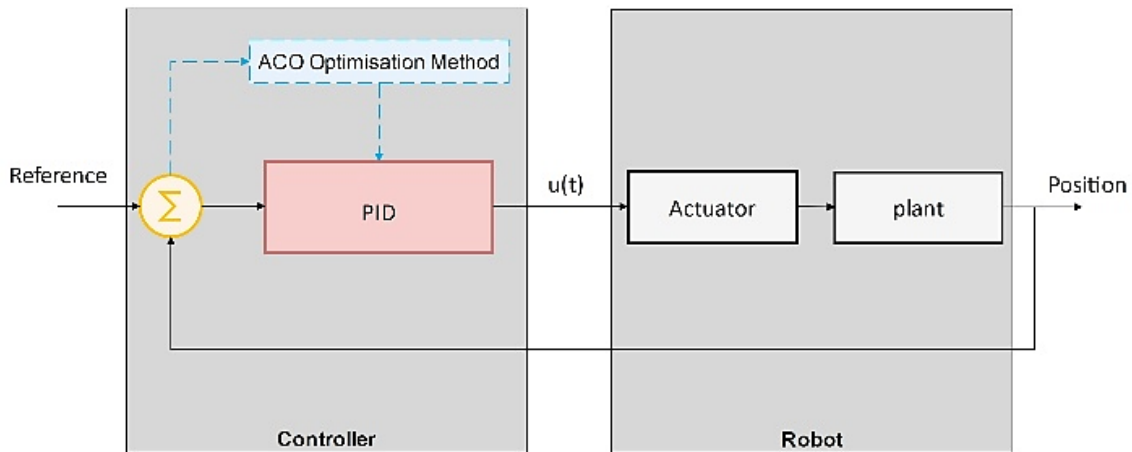 ACO Optimisation Method
Reference
Σ
PID
u(t)
Actuator
plant
Position
Controller
Robot